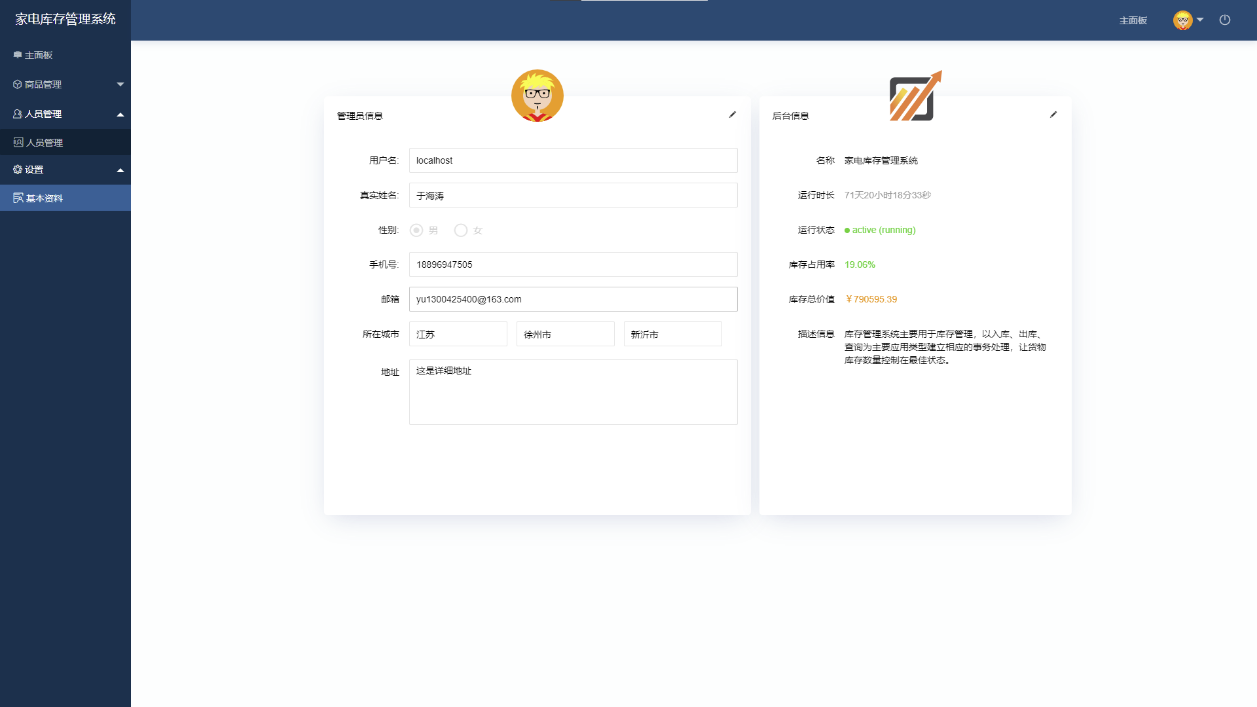 家电库存管理系统
主面板
主面板
商品管理
人员管理
人员管理
设置
基本资料
管理员信息
用户名:
localhost
真实姓名:
于海涛
性别:
男
女
手机号:
18896947505
邮箱
yu1300425400@163.com
所在城市
江苏
徐州市
新沂市
地址
这是详细地址
后台信息
名称
家电库存管理系统
运行时长
71天20小时18分33秒
运行状态
active (running)
库存占用率
19.06%
库存总价值
￥790595.39
描述信息
库存管理系统主要用于库存管理，以入库、出库、
查询为主要应用类型建立相应的事务处理，让货物
库存数量控制在最佳状态。